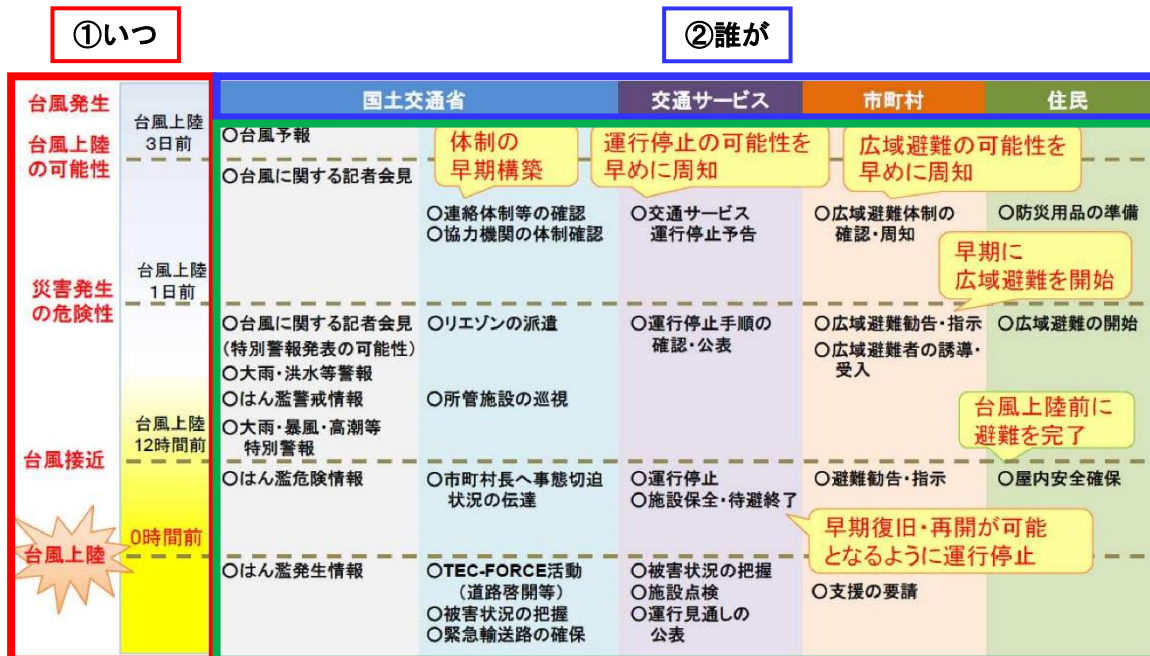 ①いつ
②誰が
台風発生
台風上陸
の可能性
災害発生
の危険性
台風接近
台風上陸
台風上陸
3日前
台風上陸
1日前
台風上陸
12時間前
0時間前
国土交通省
交通サービス
市町村
住民
○台風予報
体制の
早期構築
運行停止の可能性を
早めに周知
広域避難の可能性を
早めに周知
○台風に関する記者会見
○連絡体制等の確認
○協力機関の体制確認
○交通サービス
運行停止予告
○広域避難体制の
確認・周知
○防災用品の準備
早期に
広域避難を開始
○台風に関する記者会見
(特別警報発表の可能性)
○大雨・洪水等警報
○はん濫警戒情報
○大雨・暴風・高潮等
特別警報
○リエゾンの派遣
○所管施設の巡視
○運行停止手順の
確認・公表
○広域避難勧告・指示
○広域避難者の誘導・
受入
○広域避難の開始
台風上陸前に
避難を完了
○はん濫危険情報
○市町村長へ事態切迫
状況の伝達
○運行停止
○施設保全・待避終了
○避難勧告・指示
○屋内安全確保
早期復旧・再開が可能
となるように運行停止
○はん濫発生情報
○TEC-FORCE活動
(道路啓開等)
○被害状況の把握
○緊急輸送路の確保
○被害状況の把握
○施設点検
○運行見通しの
公表
○支援の要請